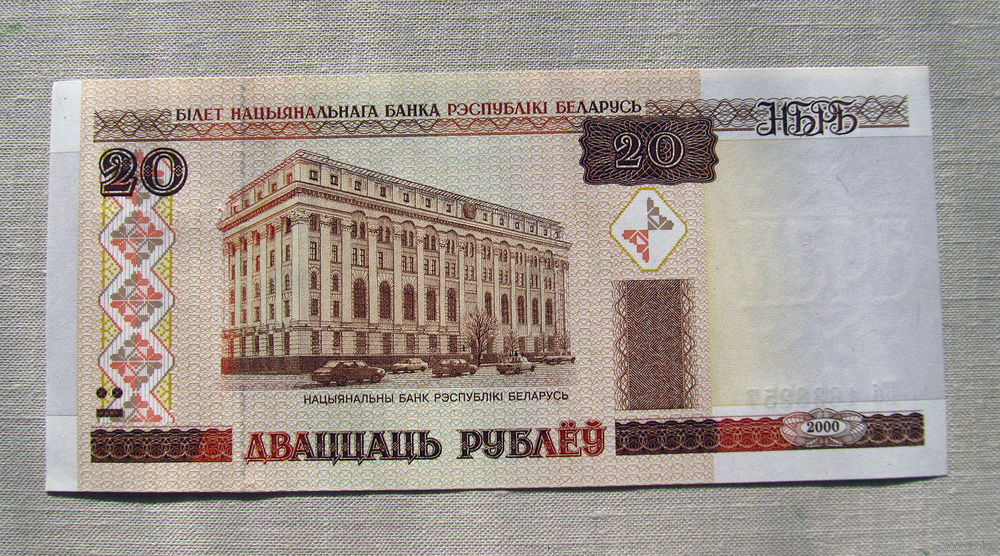 БІЛЕТ НАЦЫЯНАЛЬНАГА БАНКА РЭСПУБЛІКІ БЕЛАРУСЬ
НБРБ
20
20
НАЦЫЯНАЛЬНЫ БАНК РЭСПУБЛІКІ БЕЛАРУСЬ
ДВАЦЦАЦЬ РУБЛЁЎ
2000